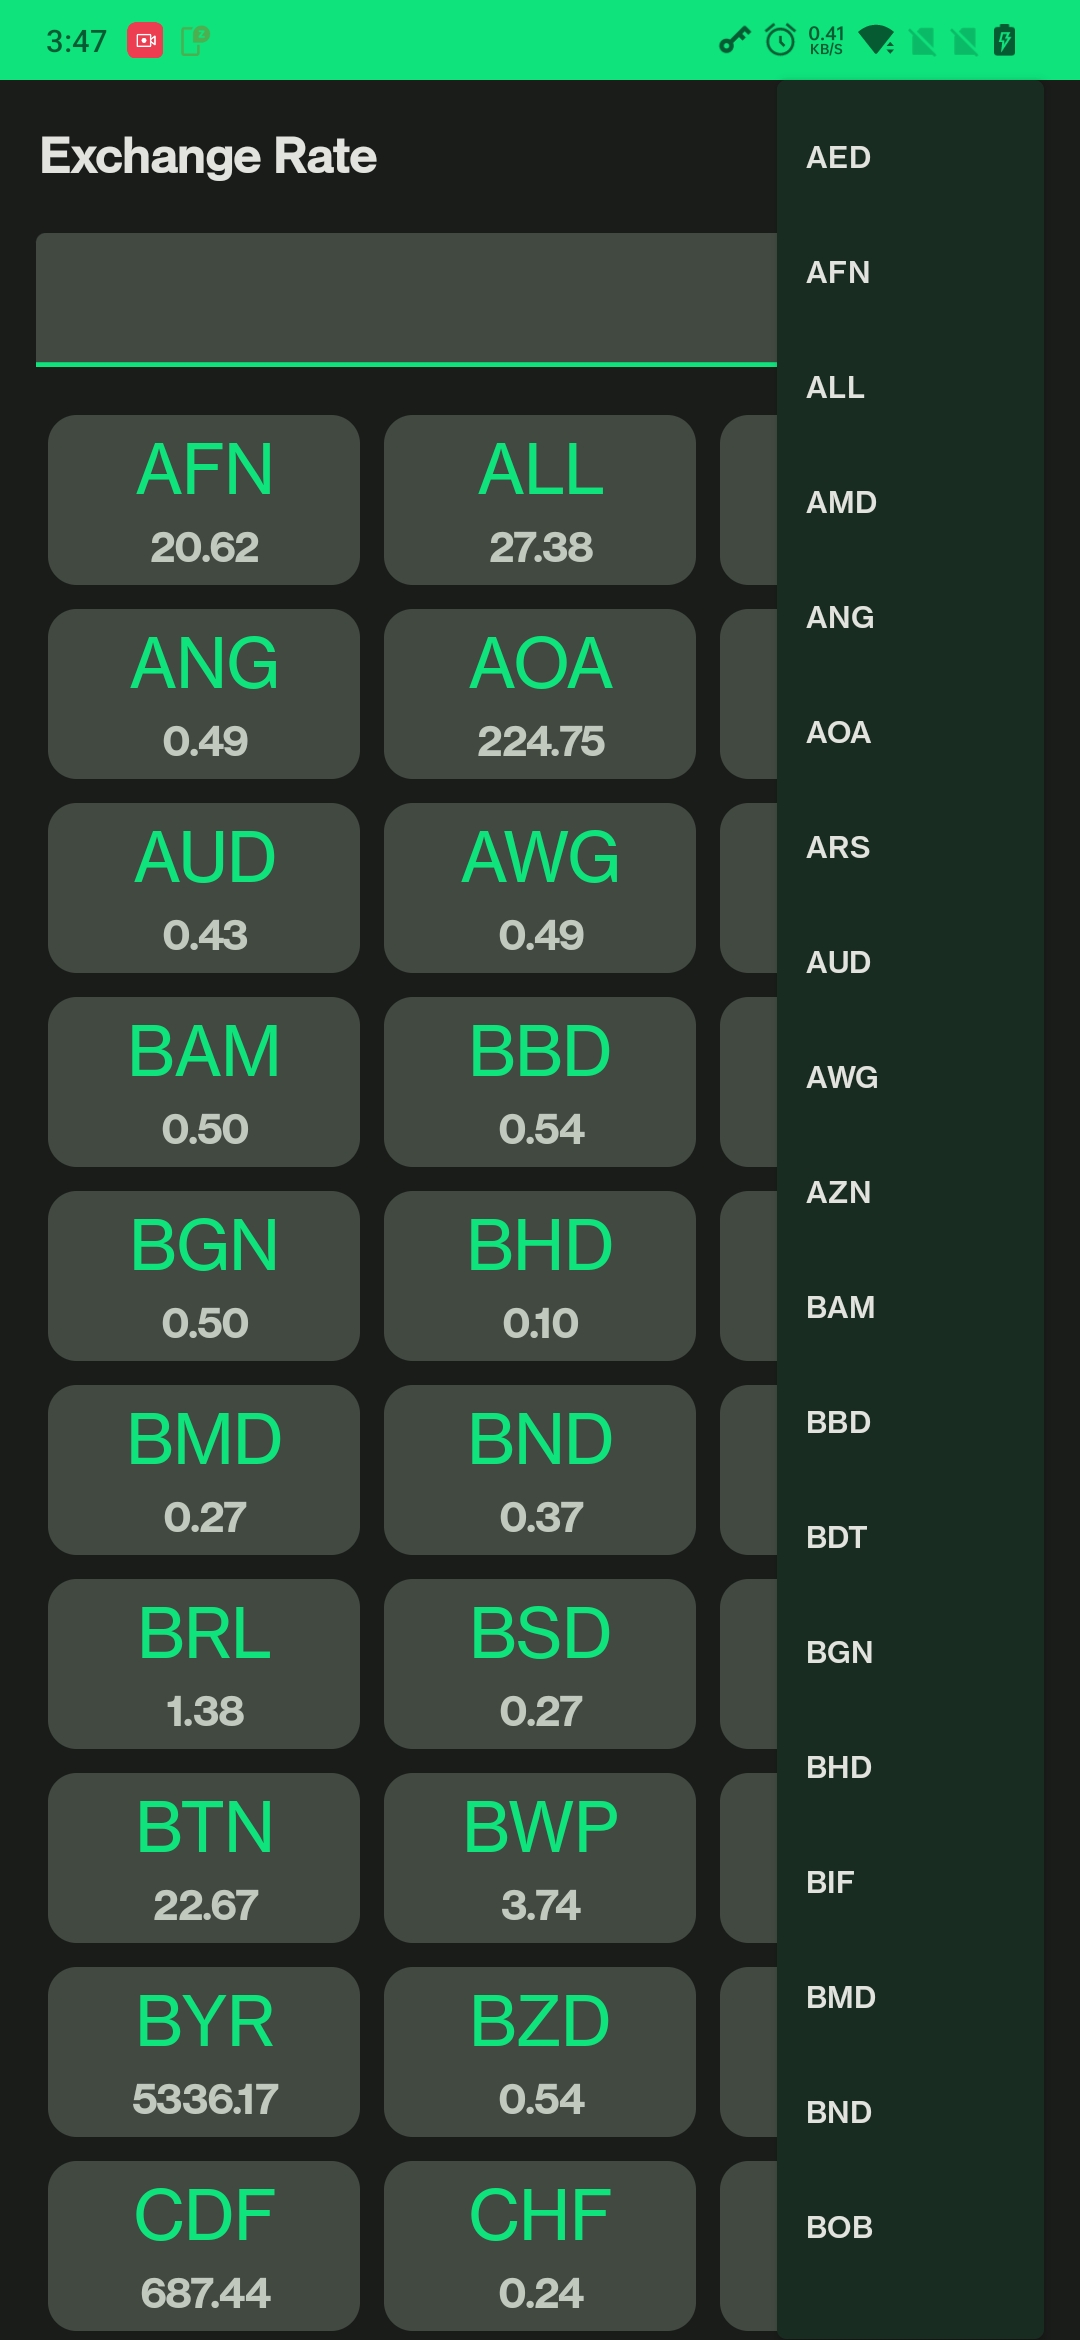 3:47
0.41
KB/S
Exchange Rate
AFN
20.62
ALL
27.38
ANG
0.49
AOA
224.75
AUD
0.43
AWG
0.49
BAM
0.50
BBD
0.54
BGN
0.50
BHD
0.10
BMD
0.27
BND
0.37
BRL
1.38
BSD
0.27
BTN
22.67
BWP
3.74
BYR
5336.17
BZD
0.54
CDF
687.44
CHF
0.24
AED
AFN
ALL
AMD
ANG
AOA
ARS
AUD
AWG
AZN
BAM
BBD
BDT
BGN
BHD
BIF
BMD
BND
BOB